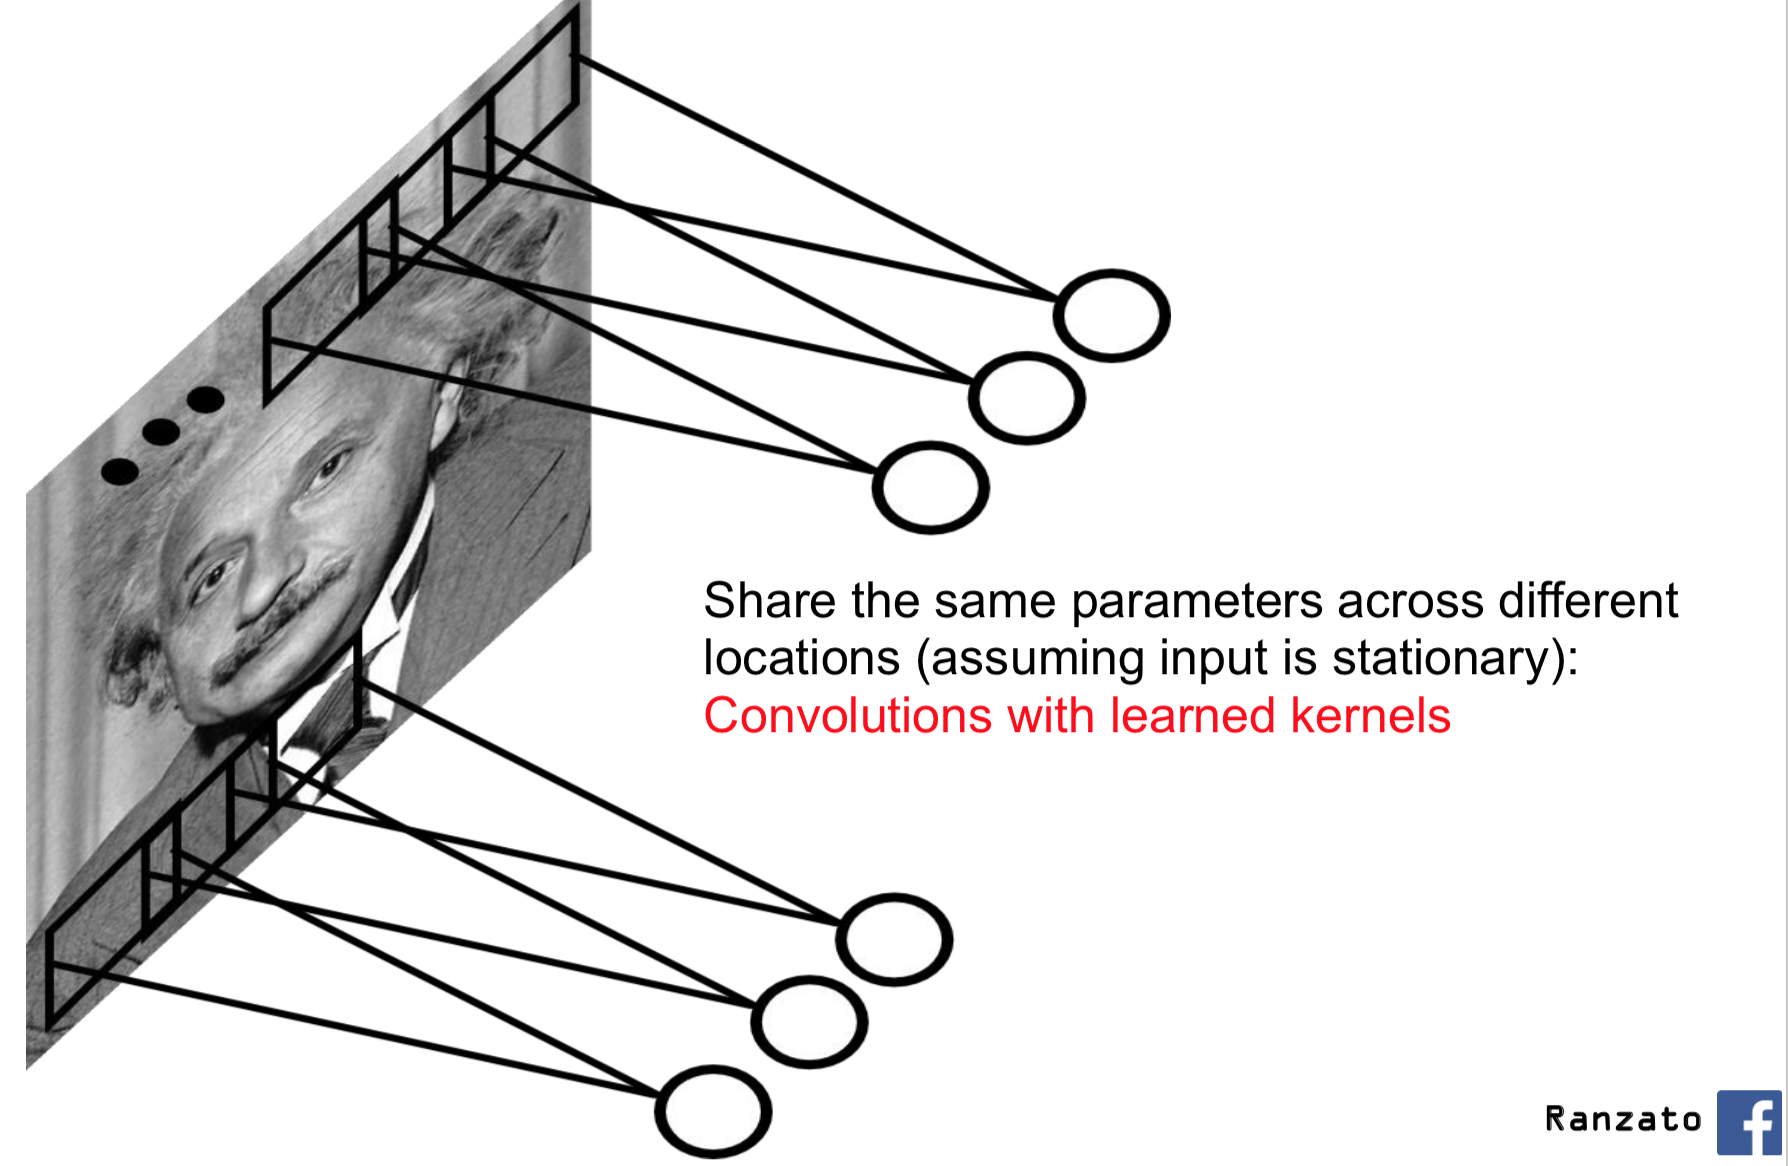 Share the same parameters across different
locations (assuming input is stationary):
Convolutions with learned kernels
Ranzato f